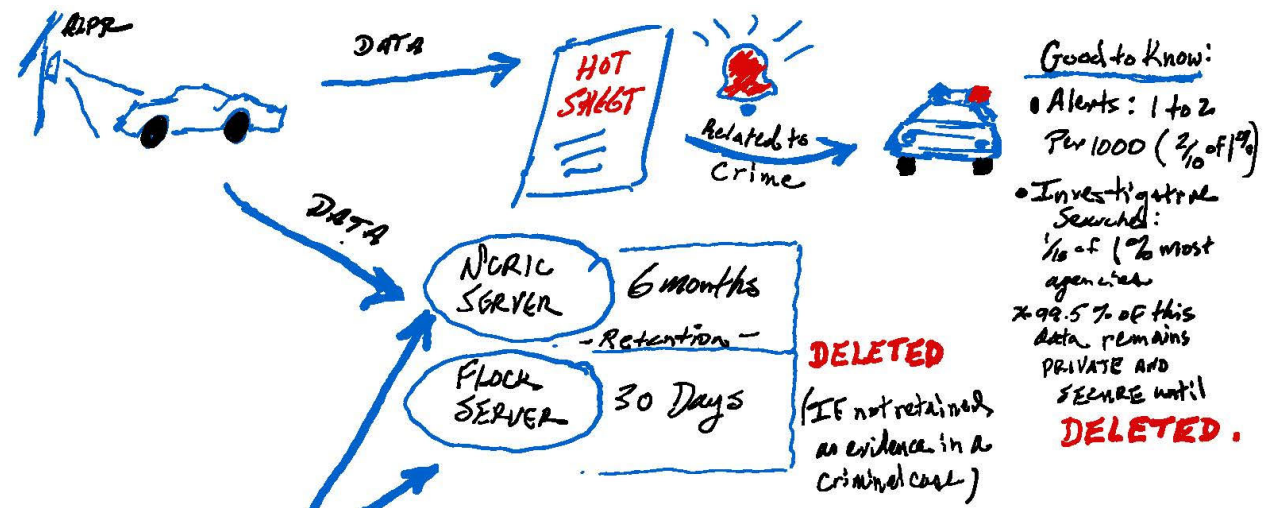 ALPR
DATA
HOT
SHEET
Related to
Crime
DATA
NCRIC
SERVER
6 months
- Retention -
FLOCK
SERVER
30 Days
DELETED
(IF not retained
as evidence in a
criminal case)
Good to Know:
• Alerts: 1 to 2
Per 1000 (2/10 of 1%)
• Investigative
Searches:
1/10 of 1% most
agencies
* 99.5% of this
data remains
PRIVATE AND
SECURE until
DELETED.